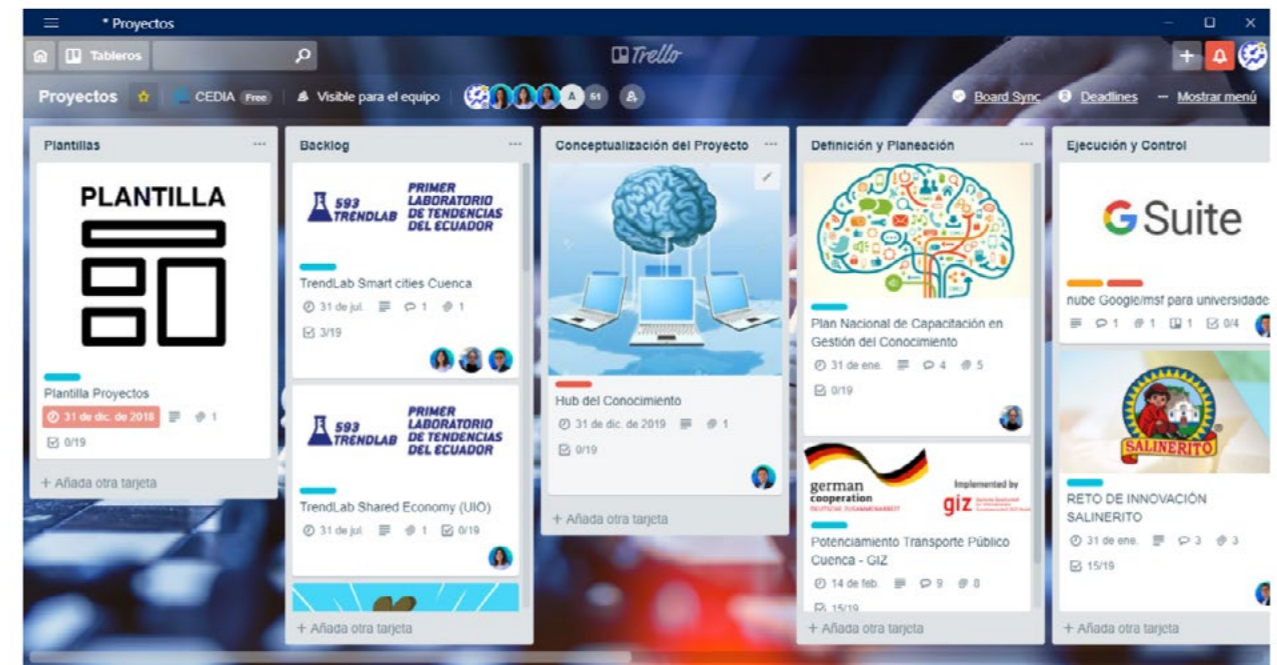 * Proyectos
Tableros
Trello
Proyectos
CEDIA Free
Visible para el equipo
A
51
Board Sync
Deadlines
Mostrar menú
Plantillas
PLANTILLA
Plantilla Proyectos
31 de dic. de 2018
1
0/19
+ Añada otra tarjeta
Backlog
593 TRENDLAB
PRIMER
LABORATORIO
DE TENDENCIAS
DEL ECUADOR
TrendLab Smart cities Cuenca
31 de jul. 1 1
3/19
593 TRENDLAB
PRIMER
LABORATORIO
DE TENDENCIAS
DEL ECUADOR
TrendLab Shared Economy (UIO)
31 de jul. 1 0/19
+ Añada otra tarjeta
Conceptualización del Proyecto
Hub del Conocimiento
31 de dic. de 2019 1
0/19
+ Añada otra tarjeta
Definición y Planeación
Plan Nacional de Capacitación en
Gestión del Conocimiento
31 de ene. 4 5
0/19
german
cooperation
DEUTSCHE ZUSAMMENARBEIT
Implemented by
giz
Potenciamiento Transporte Público
Cuenca - GIZ
14 de feb. 9 8
15/19
+ Añada otra tarjeta
Ejecución y Control
G Suite
nube Google/msf para universidade
1 1 1 0/4
SALINERITO
RETO DE INNOVACIÓN
SALINERITO
31 de ene. 3 3
15/19
+ Añada otra tarjeta